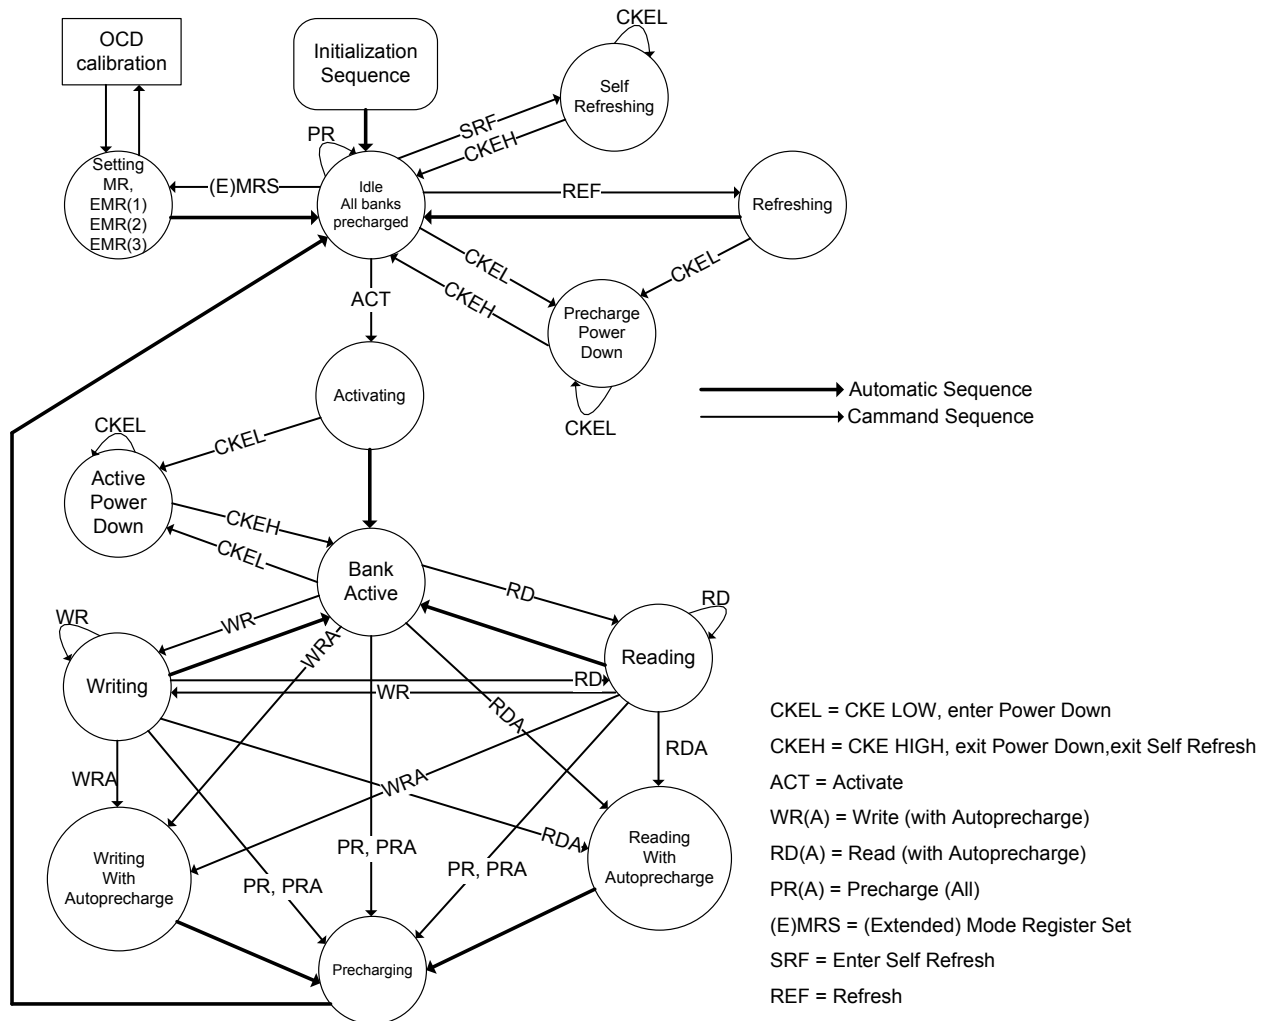 OCD
calibration
Initialization
Sequence
CKEL
Self
Refreshing
PR
SRF
CKEH
Setting
MR,
EMR(1)
EMR(2)
EMR(3)
(E)MRS
Idle
All banks
precharged
REF
Refreshing
CKEL
CKEL
CKEH
ACT
Precharge
Power
Down
CKEL
Activating
Automatic Sequence
Cammand Sequence
CKEL
CKEL
Active
Power
Down
CKEH
CKEL
Bank
Active
RD
RD
WR
WR
WRA
Writing
Reading
RD
WR
RDA
RDA
WRA
WRA
RDA
Writing
With
Autoprecharge
PR, PRA
PR, PRA
PR, PRA
Reading
With
Autoprecharge
Precharging
CKEL = CKE LOW, enter Power Down
CKEH = CKE HIGH, exit Power Down,exit Self Refresh
ACT = Activate
WR(A) = Write (with Autoprecharge)
RD(A) = Read (with Autoprecharge)
PR(A) = Precharge (All)
(E)MRS = (Extended) Mode Register Set
SRF = Enter Self Refresh
REF = Refresh